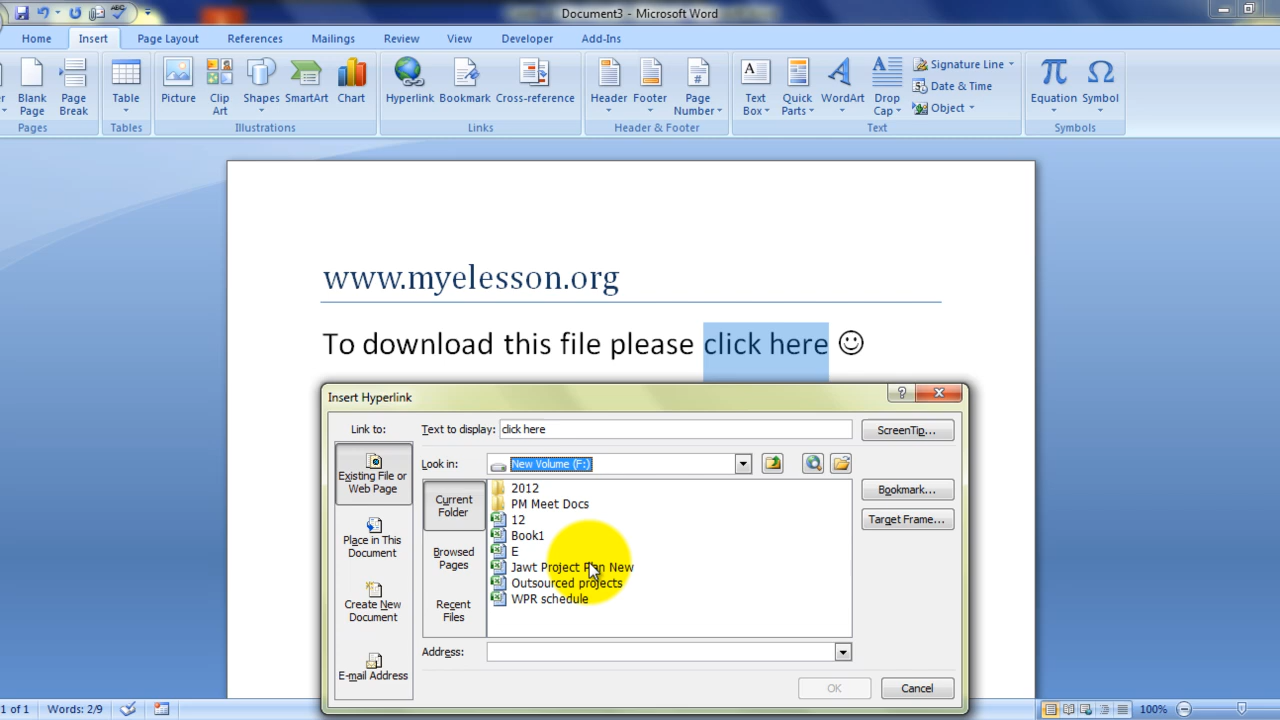 Document3 - Microsoft Word
Home Insert Page Layout References Mailings Review View Developer Add-Ins
Blank Page
Page Break
Table
Picture
Clip Art
Shapes
SmartArt
Chart
Hyperlink
Bookmark
Cross-reference
Header
Footer
Page Number
Text Box
Quick Parts
WordArt
Drop Cap
Signature Line
Date & Time
Object
Equation
Symbol
Pages Tables Illustrations Links Header & Footer Text Symbols
www.myelesson.org
To download this file please click here ☺
Insert Hyperlink
Link to:
Text to display: click here
ScreenTip...
Existing File or Web Page
Look in: New Volume (F:)
Current Folder
2012
PM Meet Docs
12
Book1
E
Jawt Project Plan New
Outsourced projects
WPR schedule
Bookmark...
Target Frame...
Place in This Document
Browsed Pages
Create New Document
Recent Files
E-mail Address
Address:
OK Cancel
1 of 1 Words: 2/9 100%